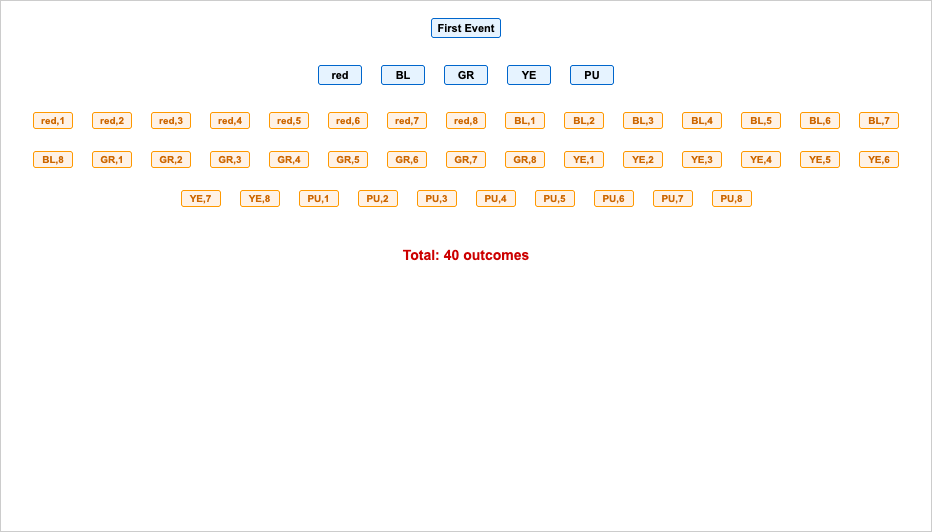 First Event
red BL GR YE PU
red,1 red,2 red,3 red,4 red,5 red,6 red,7 red,8 BL,1 BL,2 BL,3 BL,4 BL,5 BL,6 BL,7
BL,8 GR,1 GR,2 GR,3 GR,4 GR,5 GR,6 GR,7 GR,8 YE,1 YE,2 YE,3 YE,4 YE,5 YE,6
YE,7 YE,8 PU,1 PU,2 PU,3 PU,4 PU,5 PU,6 PU,7 PU,8
Total: 40 outcomes